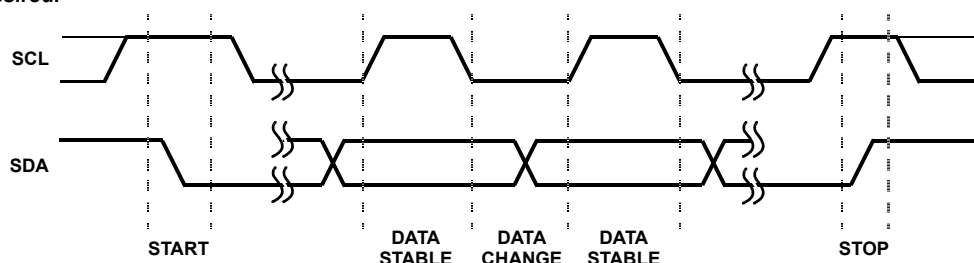 SCL
SDA
START
DATA STABLE
DATA CHANGE
DATA STABLE
STOP